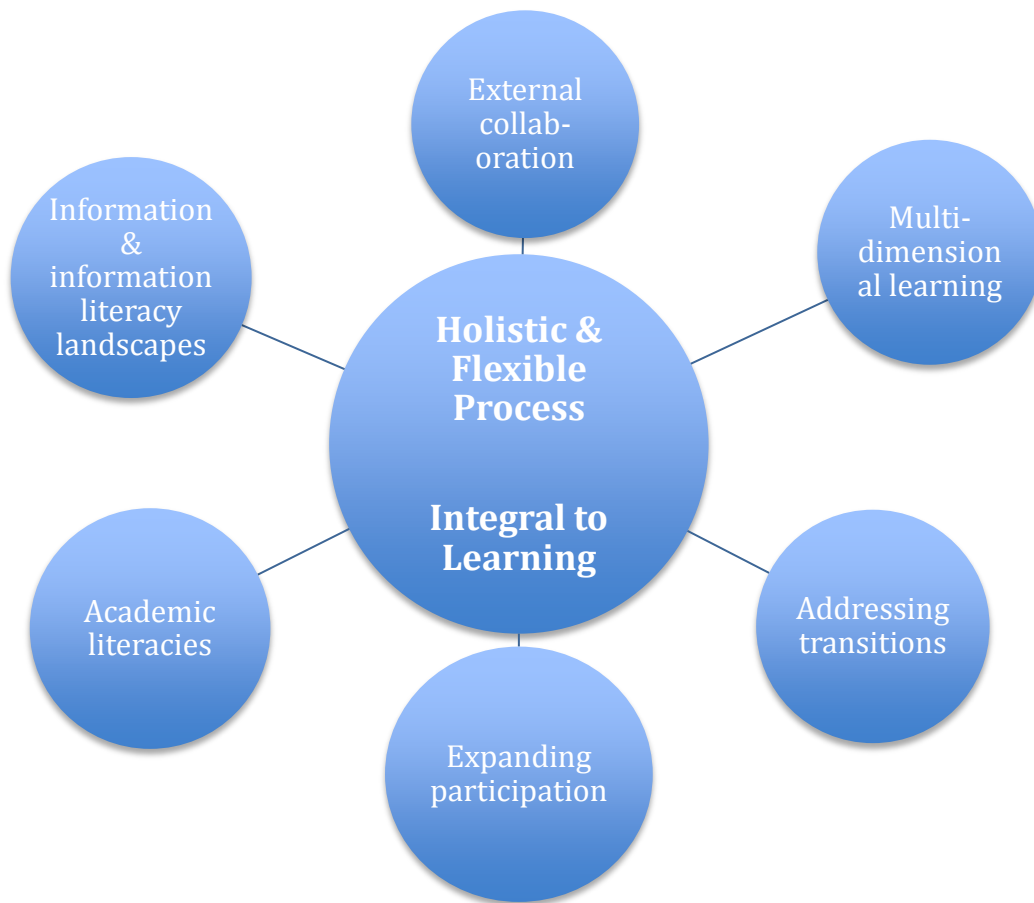 External
collab-
oration
Multi-
dimension
al learning
Information
&
information
literacy
landscapes
Holistic &
Flexible
Process
Integral to
Learning
Academic
literacies
Addressing
transitions
Expanding
participation